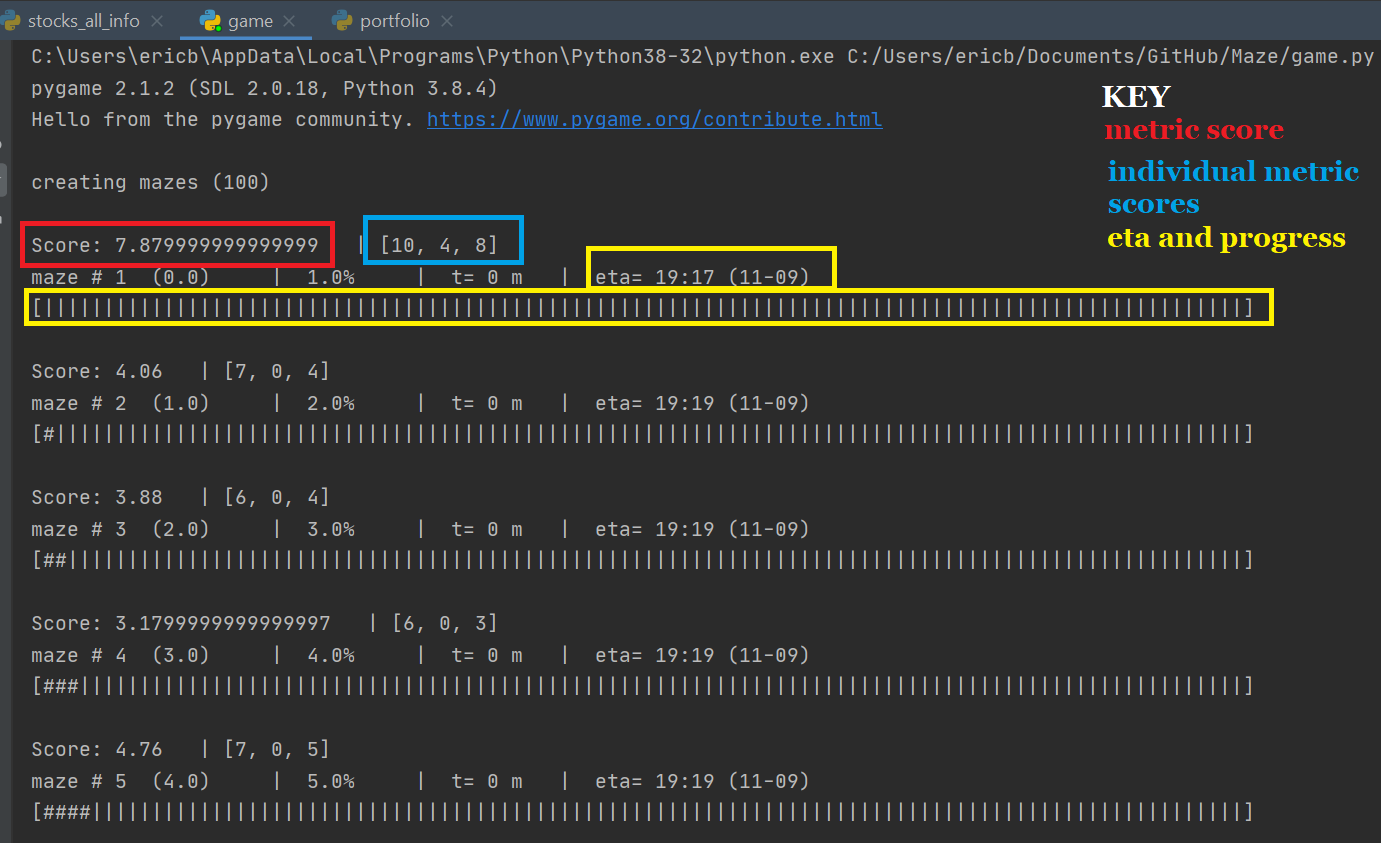 stocks_all_info × game × portfolio ×
C:\Users\ericb\AppData\Local\Programs\Python\Python38-32\python.exe C:/Users/ericb/Documents/GitHub/Maze/game.py
pygame 2.1.2 (SDL 2.0.18, Python 3.8.4)
Hello from the pygame community. https://www.pygame.org/contribute.html
KEY
metric score
individual metric
scores
eta and progress
creating mazes (100)
Score: 7.879999999999999 | [10, 4, 8]
maze # 1 (0.0) | 1.0% | t= 0 m | eta= 19:17 (11-09)
[||||||||||||||||||||||||||||||||||||||||||||||||||||||||||||||||||||||||||||||||||||||||||||||||||||]
Score: 4.06 | [7, 0, 4]
maze # 2 (1.0) | 2.0% | t= 0 m | eta= 19:19 (11-09)
[#|||||||||||||||||||||||||||||||||||||||||||||||||||||||||||||||||||||||||||||||||||||||||||||||||||]
Score: 3.88 | [6, 0, 4]
maze # 3 (2.0) | 3.0% | t= 0 m | eta= 19:19 (11-09)
[##||||||||||||||||||||||||||||||||||||||||||||||||||||||||||||||||||||||||||||||||||||||||||||||||||]
Score: 3.1799999999999997 | [6, 0, 3]
maze # 4 (3.0) | 4.0% | t= 0 m | eta= 19:19 (11-09)
[###|||||||||||||||||||||||||||||||||||||||||||||||||||||||||||||||||||||||||||||||||||||||||||||||||]
Score: 4.76 | [7, 0, 5]
maze # 5 (4.0) | 5.0% | t= 0 m | eta= 19:19 (11-09)
[####||||||||||||||||||||||||||||||||||||||||||||||||||||||||||||||||||||||||||||||||||||||||||||||||]